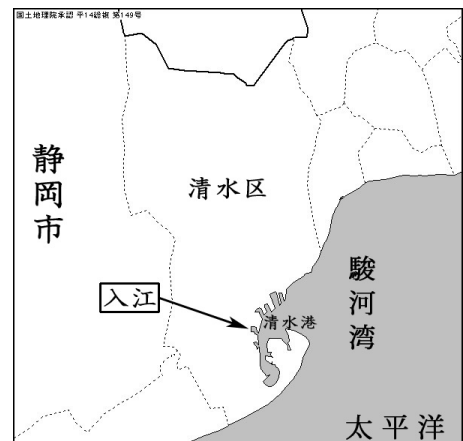 国土地理院承認 平14総複 第149号
静岡市
清水区
駿河湾
入江
清水港
太平洋